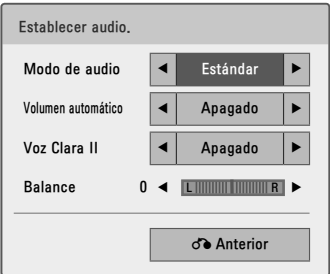 Establecer audio.
Modo de audio ◄ Estándar ►
Volumen automático ◄ Apagado ►
Voz Clara II ◄ Apagado ►
Balance 0 ◄ L R ►
Anterior